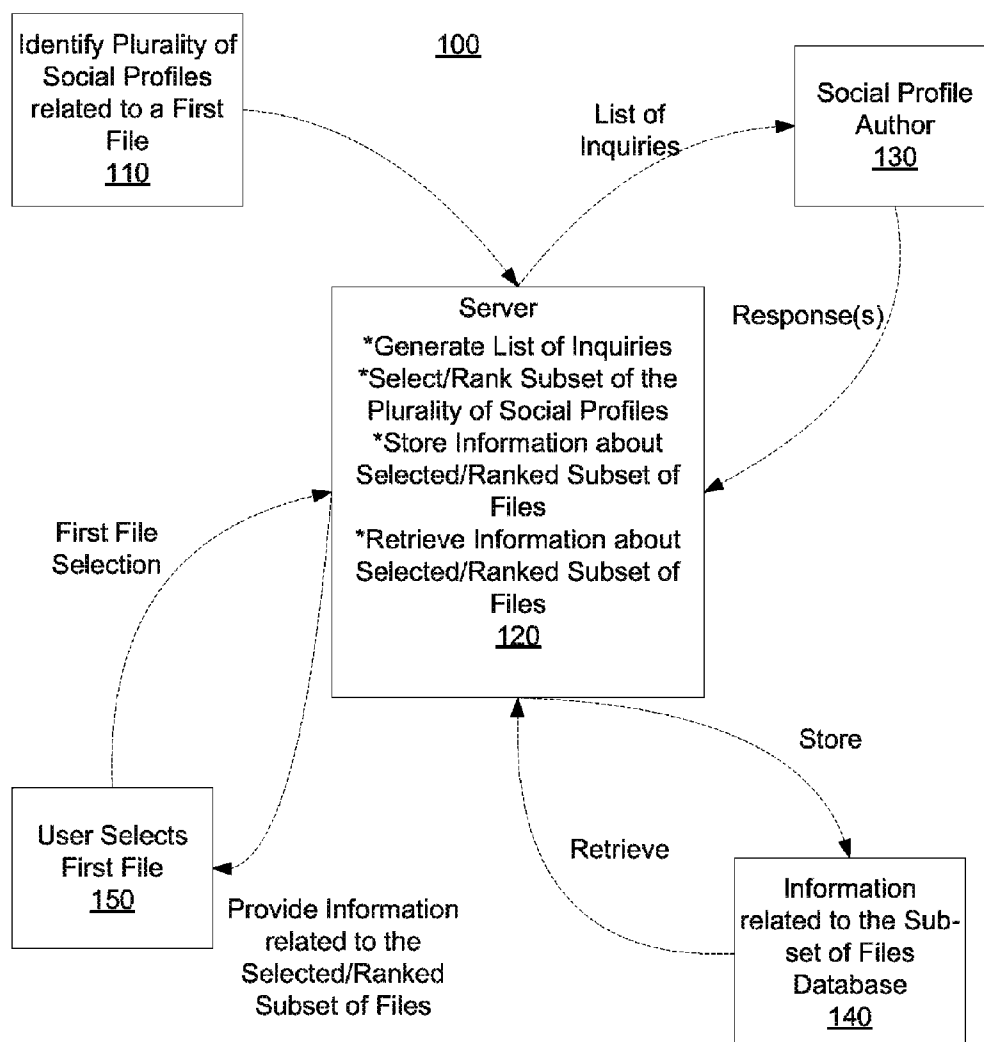 Identify Plurality of
Social Profiles
related to a First
File
110
100
Social Profile
Author
130
List of
Inquiries
Response(s)
Server
*Generate List of Inquiries
*Select/Rank Subset of the
Plurality of Social Profiles
*Store Information about
Selected/Ranked Subset of
Files
*Retrieve Information about
Selected/Ranked Subset of
Files
120
First File
Selection
User Selects
First File
150
Provide Information
related to the
Selected/Ranked
Subset of Files
Store
Retrieve
Information
related to the Sub-
set of Files
Database
140